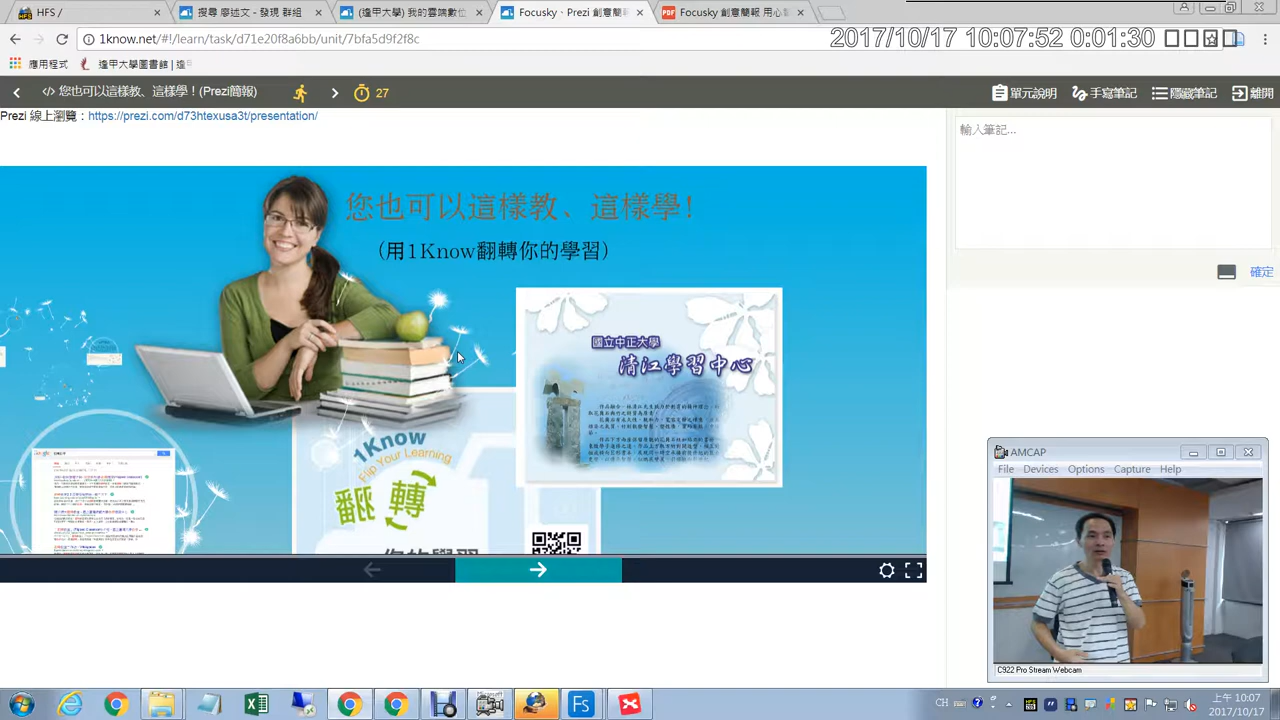 HFS /
搜尋 廖述文 - 發現 群組
(逢甲大學) 我的雲端數位
Focusky、Prezi 創意簡報
Focusky 創意簡報 用心
1know.net/#!/learn/task/d71e20f8a6bb/unit/7bfa5d9f2f8c
2017/10/17 10:07:52 0:01:30
應用程式
逢甲大學圖書館 | 逢
您也可以這樣教、這樣學！(Prezi簡報)
27
單元說明
手寫筆記
隱藏筆記
離開
Prezi 線上瀏覽：https://prezi.com/d73htexusa3t/presentation/
輸入筆記...
確定
您也可以這樣教、這樣學!
(用1Know翻轉你的學習)
國立中正大學
清江學習中心
1Know
Flip Your Learning
翻轉
你的學習
AMCAP
File Devices Options Capture Help
C922 Pro Stream Webcam
Fs
CH
上午 10:07
2017/10/17